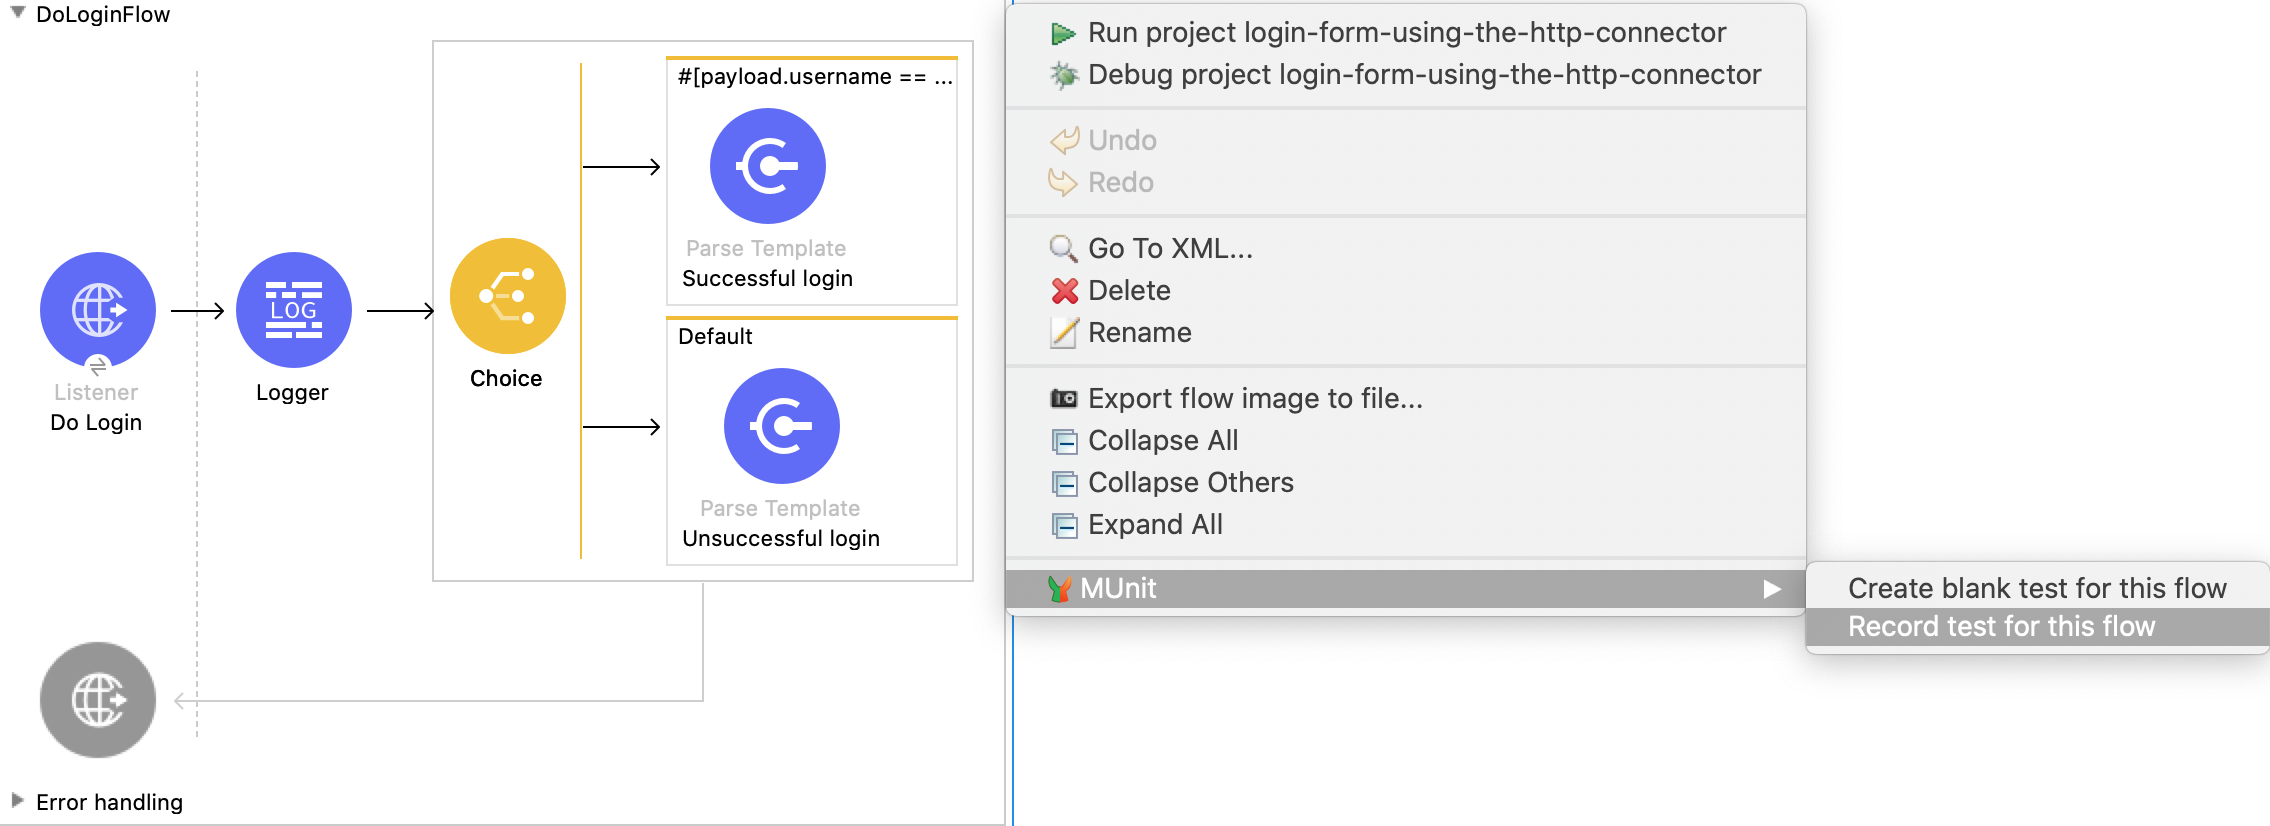 DoLoginFlow
Listener
Do Login
LOG
Logger
Choice
#[payload.username == ...
Parse Template
Successful login
Default
Parse Template
Unsuccessful login
Error handling
Run project login-form-using-the-http-connector
Debug project login-form-using-the-http-connector
Undo
Redo
Go To XML...
Delete
Rename
Export flow image to file...
Collapse All
Collapse Others
Expand All
MUnit
Create blank test for this flow
Record test for this flow